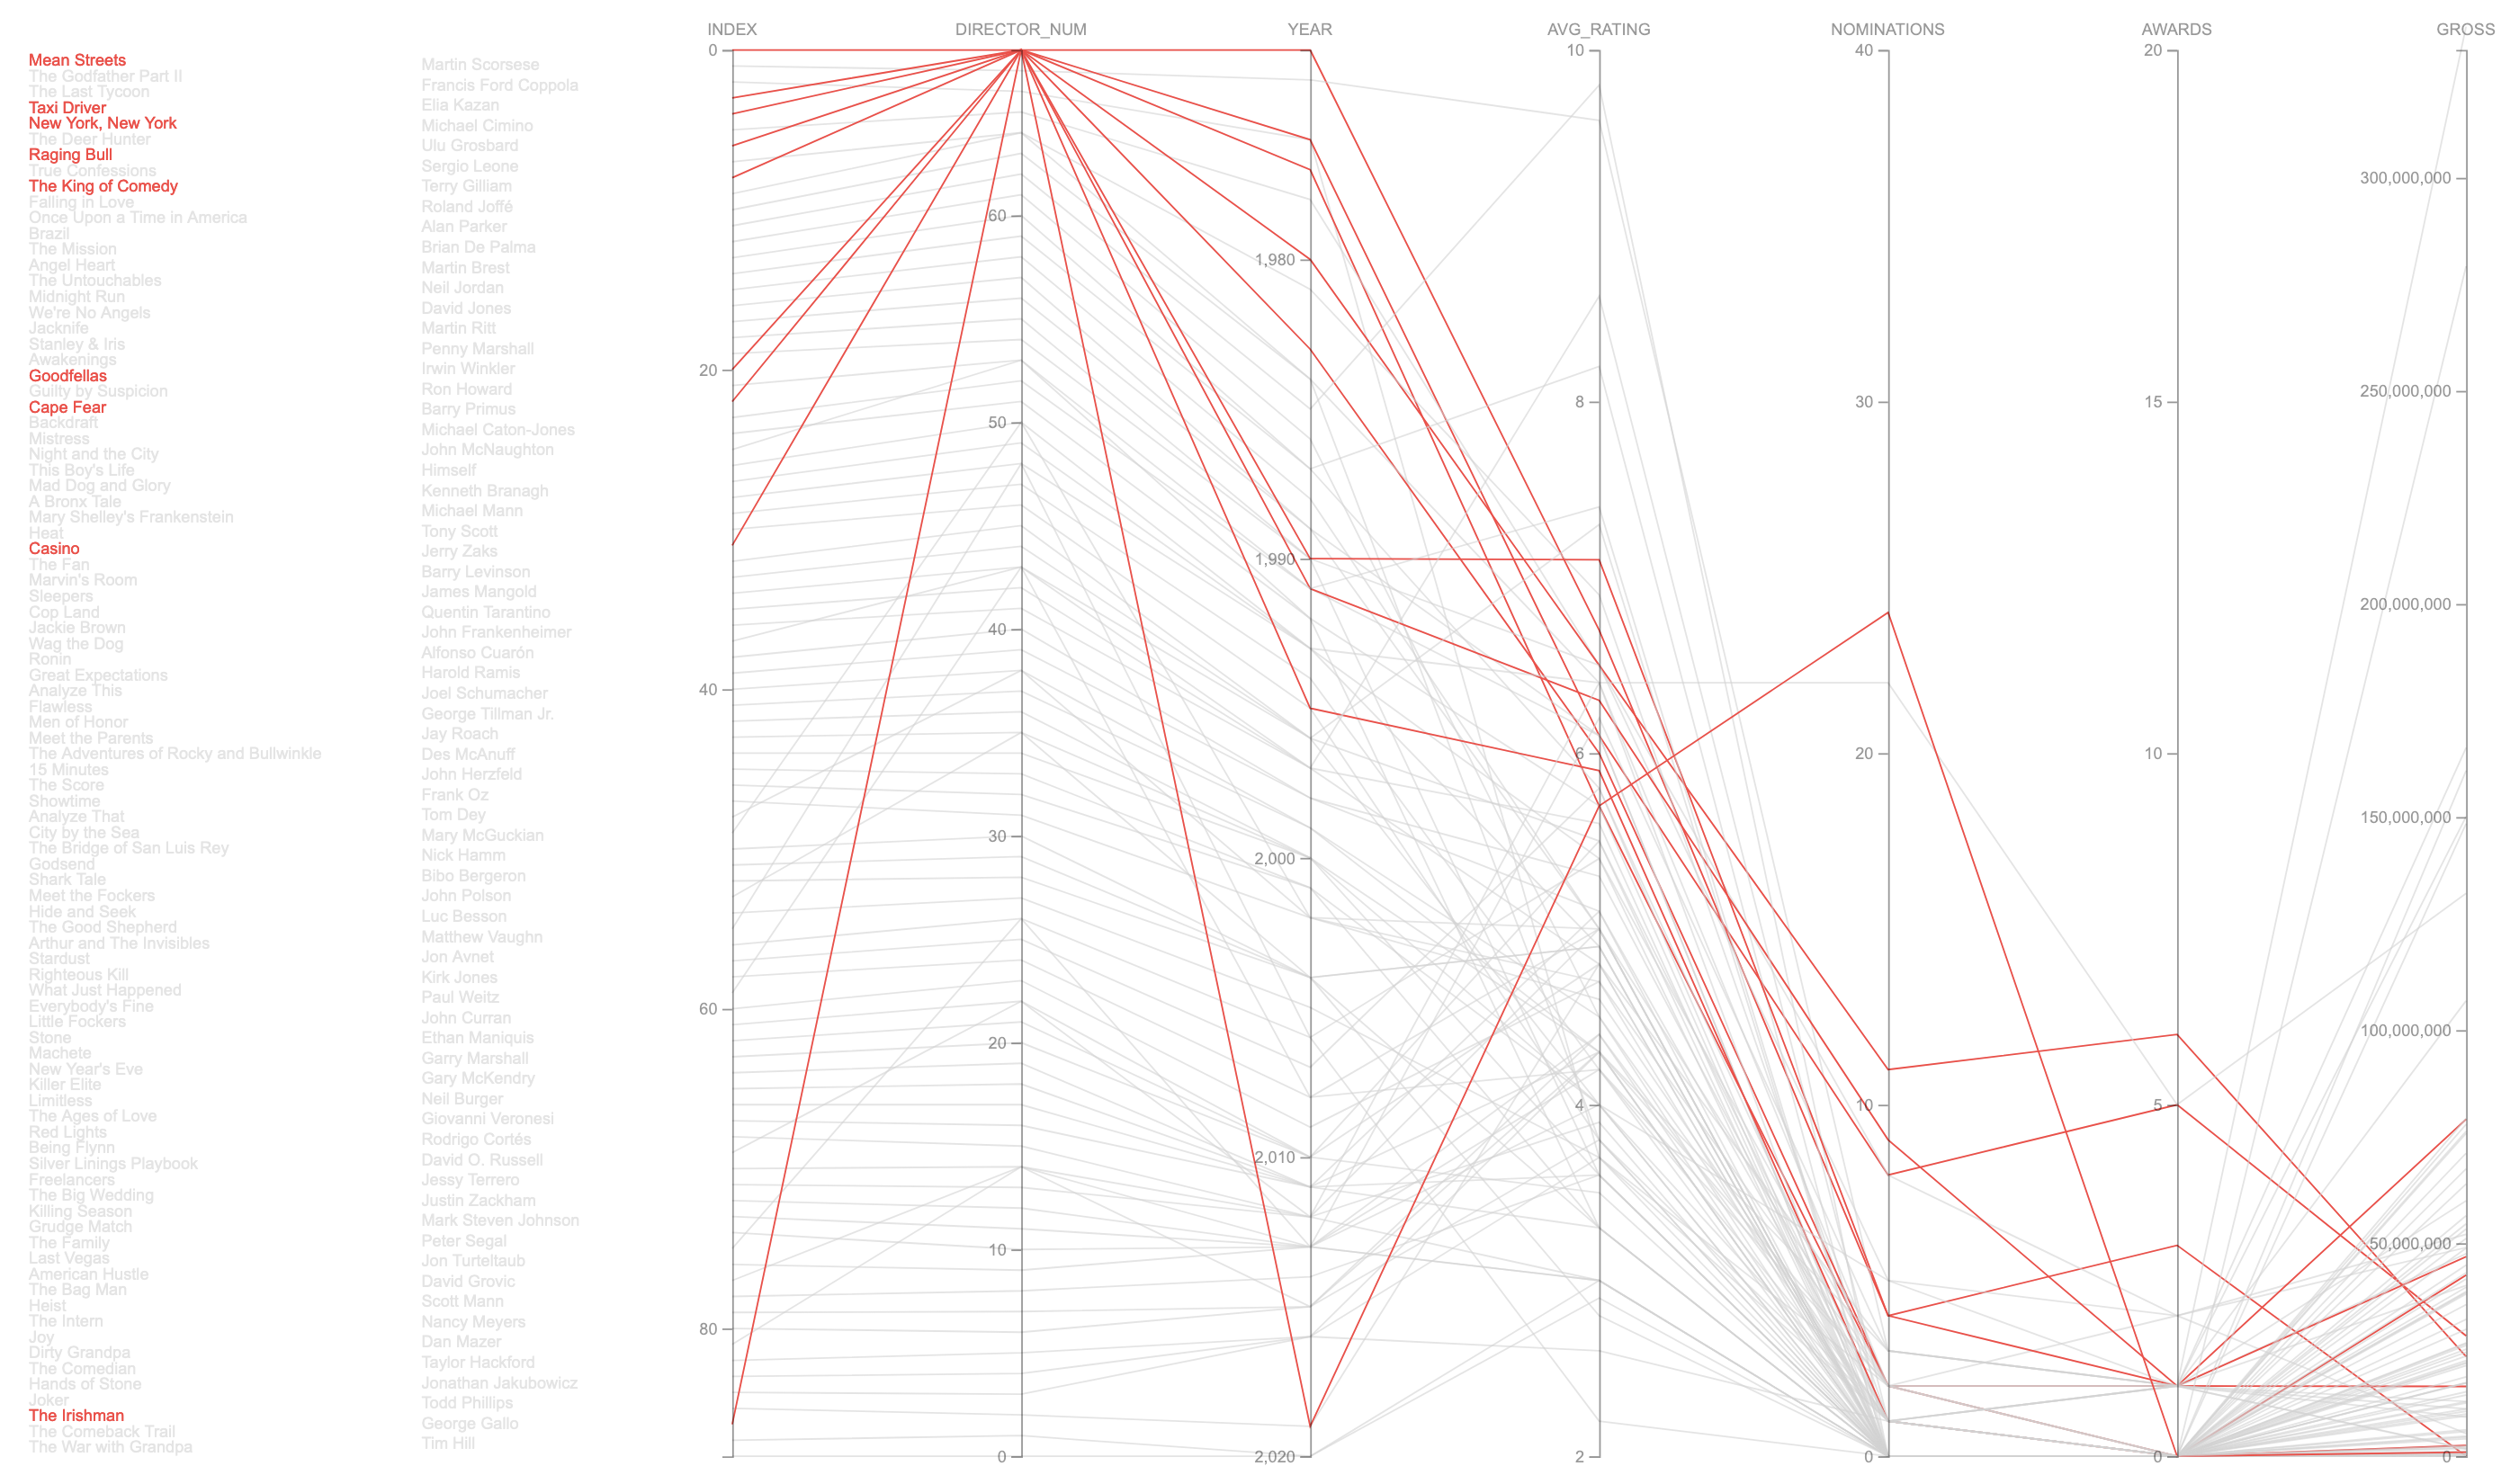 INDEX
DIRECTOR_NUM
YEAR
AVG_RATING
NOMINATIONS
AWARDS
GROSS
Mean Streets
The Godfather Part II
The Last Tycoon
Taxi Driver
New York, New York
The Deer Hunter
Raging Bull
True Confessions
The King of Comedy
Falling in Love
Once Upon a Time in America
Brazil
The Mission
Angel Heart
The Untouchables
Midnight Run
We're No Angels
Jacknife
Stanley & Iris
Awakenings
Goodfellas
Guilty by Suspicion
Cape Fear
Backdraft
Mistress
Night and the City
This Boy's Life
Mad Dog and Glory
A Bronx Tale
Mary Shelley's Frankenstein
Heat
Casino
The Fan
Marvin's Room
Sleepers
Cop Land
Jackie Brown
Wag the Dog
Ronin
Great Expectations
Analyze This
Flawless
Men of Honor
Meet the Parents
The Adventures of Rocky and Bullwinkle
15 Minutes
The Score
Showtime
Analyze That
City by the Sea
The Bridge of San Luis Rey
Godsend
Shark Tale
Meet the Fockers
Hide and Seek
The Good Shepherd
Arthur and The Invisibles
Stardust
Righteous Kill
What Just Happened
Everybody's Fine
Little Fockers
Stone
Machete
New Year's Eve
Killer Elite
Limitless
The Ages of Love
Red Lights
Being Flynn
Silver Linings Playbook
Freelancers
The Big Wedding
Killing Season
Grudge Match
The Family
Last Vegas
American Hustle
The Bag Man
Heist
The Intern
Joy
Dirty Grandpa
The Comedian
Hands of Stone
Joker
The Irishman
The Comeback Trail
The War with Grandpa
Martin Scorsese
Francis Ford Coppola
Elia Kazan
Michael Cimino
Ulu Grosbard
Sergio Leone
Terry Gilliam
Roland Joffé
Alan Parker
Brian De Palma
Martin Brest
Neil Jordan
David Jones
Martin Ritt
Penny Marshall
Irwin Winkler
Ron Howard
Barry Primus
Michael Caton-Jones
John McNaughton
Himself
Kenneth Branagh
Michael Mann
Tony Scott
Jerry Zaks
Barry Levinson
James Mangold
Quentin Tarantino
John Frankenheimer
Alfonso Cuarón
Harold Ramis
Joel Schumacher
George Tillman Jr.
Jay Roach
Des McAnuff
John Herzfeld
Frank Oz
Tom Dey
Mary McGuckian
Nick Hamm
Bibo Bergeron
John Polson
Luc Besson
Matthew Vaughn
Jon Avnet
Kirk Jones
Paul Weitz
John Curran
Ethan Maniquis
Garry Marshall
Gary McKendry
Neil Burger
Giovanni Veronesi
Rodrigo Cortés
David O. Russell
Jessy Terrero
Justin Zackham
Mark Steven Johnson
Peter Segal
Jon Turteltaub
David Grovic
Scott Mann
Nancy Meyers
Dan Mazer
Taylor Hackford
Jonathan Jakubowicz
Todd Phillips
George Gallo
Tim Hill
0
20
40
60
80
60
50
40
30
20
10
0
1,980
1,990
2,000
2,010
2,020
10
8
6
4
2
40
30
20
10
0
20
15
10
5
0
300,000,000
250,000,000
200,000,000
150,000,000
100,000,000
50,000,000
0